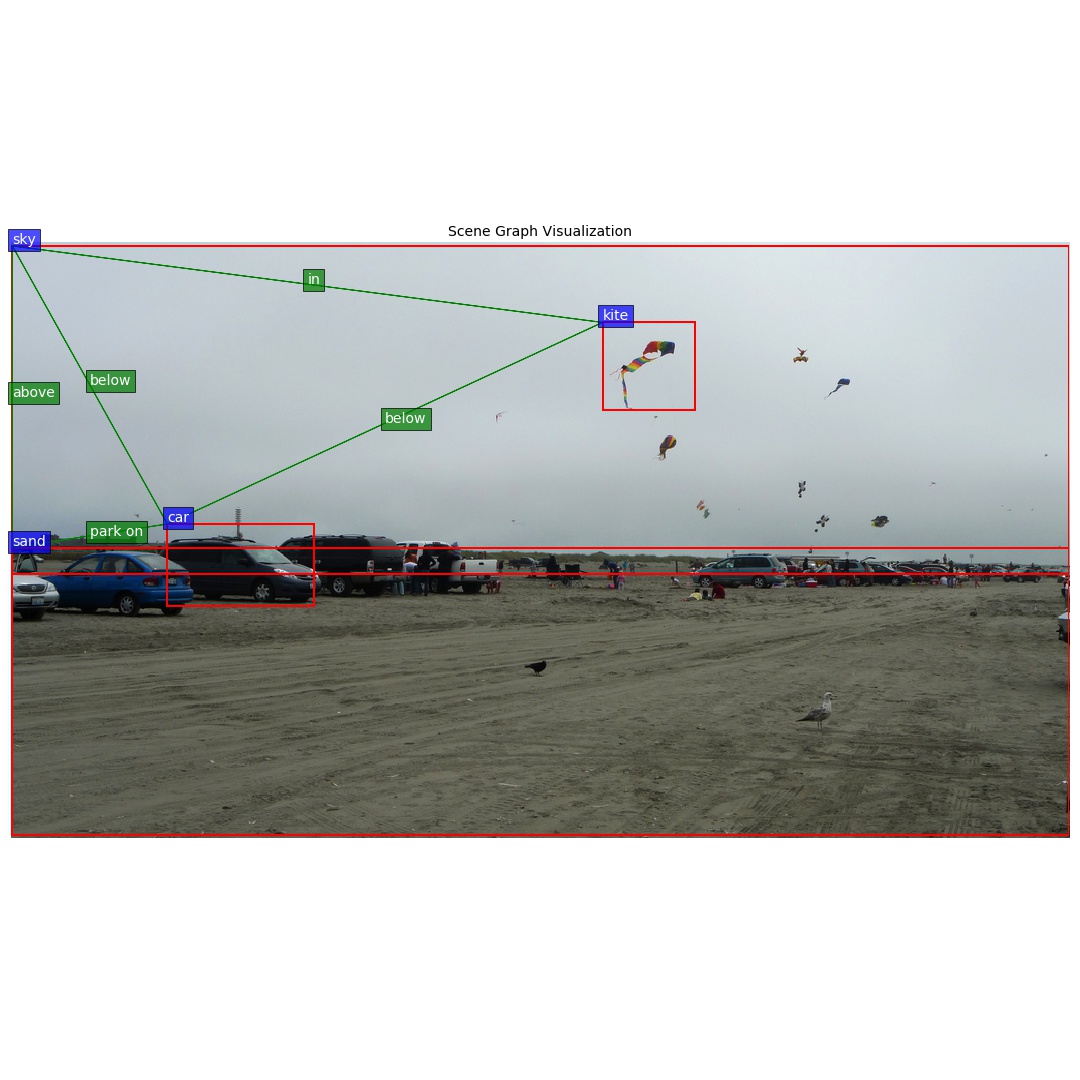 Scene Graph Visualization
sky
in
kite
below
above
below
car
park on
sand